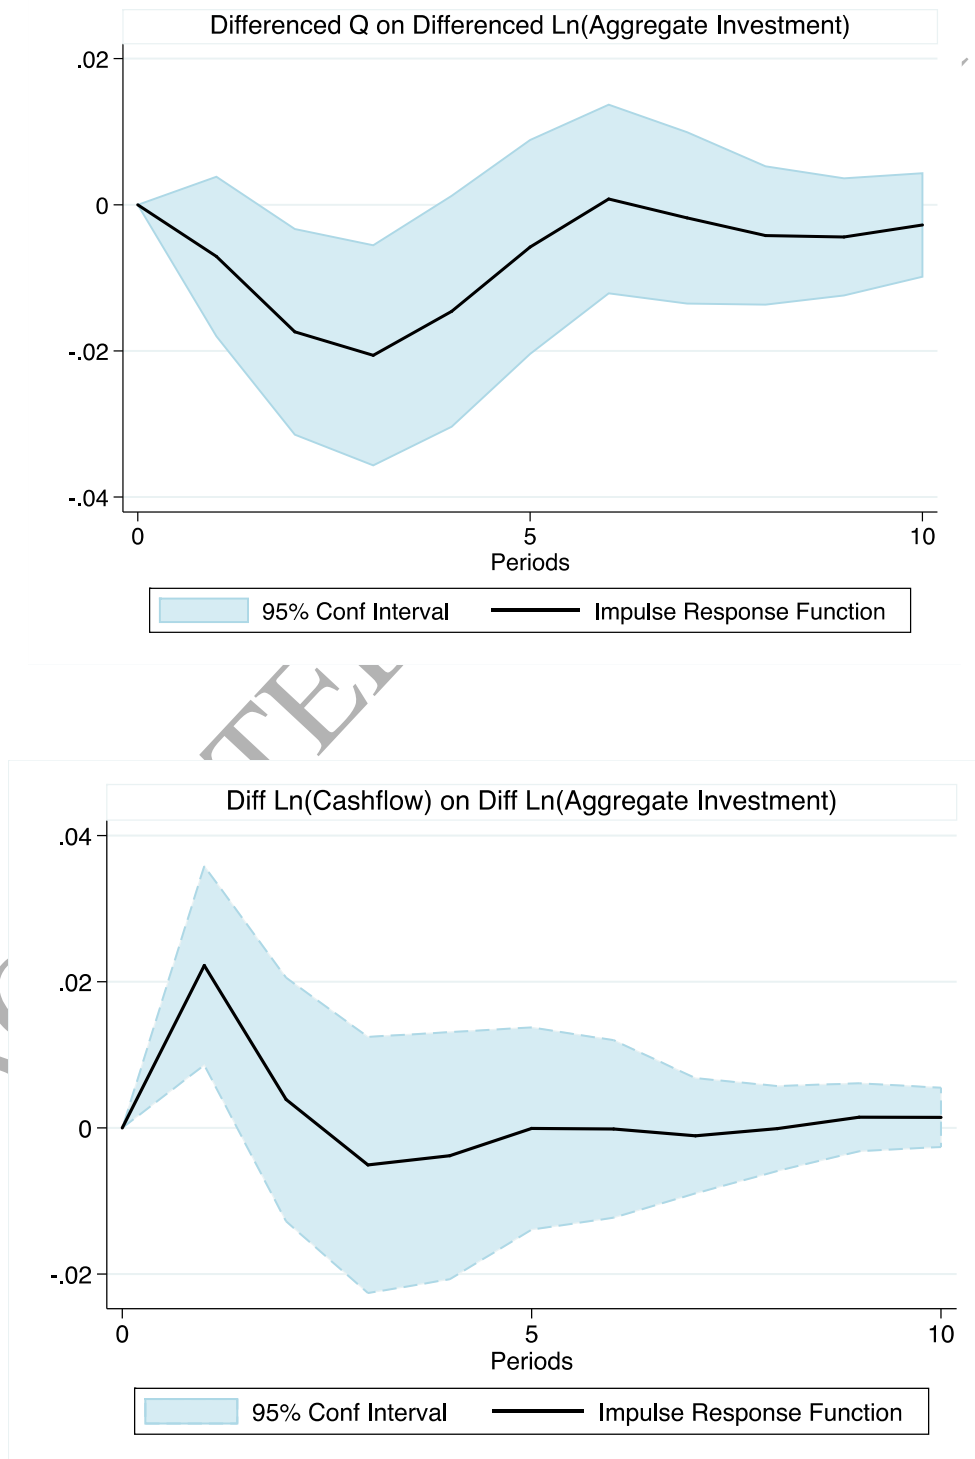 Differenced Q on Differenced Ln(Aggregate Investment)
.02
0
-.02
-.04
0 5 10
Periods
95% Conf Interval Impulse Response Function
Diff Ln(Cashflow) on Diff Ln(Aggregate Investment)
.04
.02
0
-.02
0 5 10
Periods
95% Conf Interval Impulse Response Function